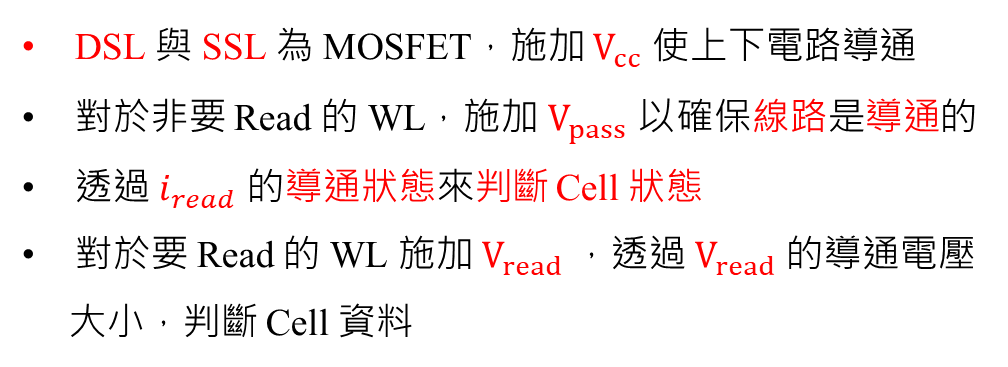 • DSL 與 SSL 為 MOSFET，施加 Vcc 使上下電路導通
• 對於非要 Read 的 WL，施加 Vpass 以確保線路是導通的
• 透過 iread 的導通狀態來判斷 Cell 狀態
• 對於要 Read 的 WL 施加 Vread ，透過 Vread 的導通電壓
大小，判斷 Cell 資料